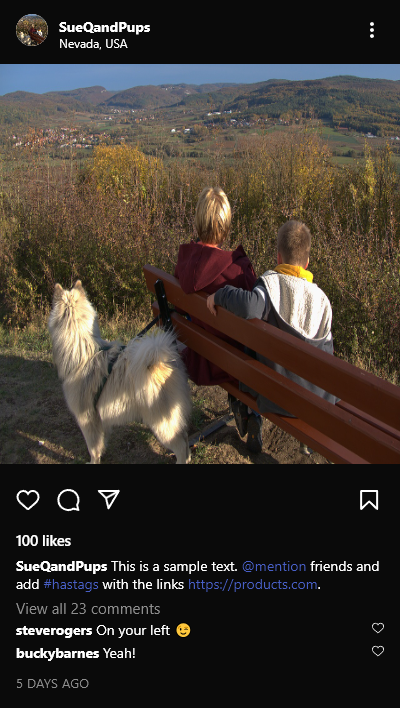 SueQandPups
Nevada, USA
100 likes
SueQandPups This is a sample text. @mention friends and
add #hastags with the links https://products.com.
View all 23 comments
steverogers On your left 😉
buckybarnes Yeah!
5 DAYS AGO